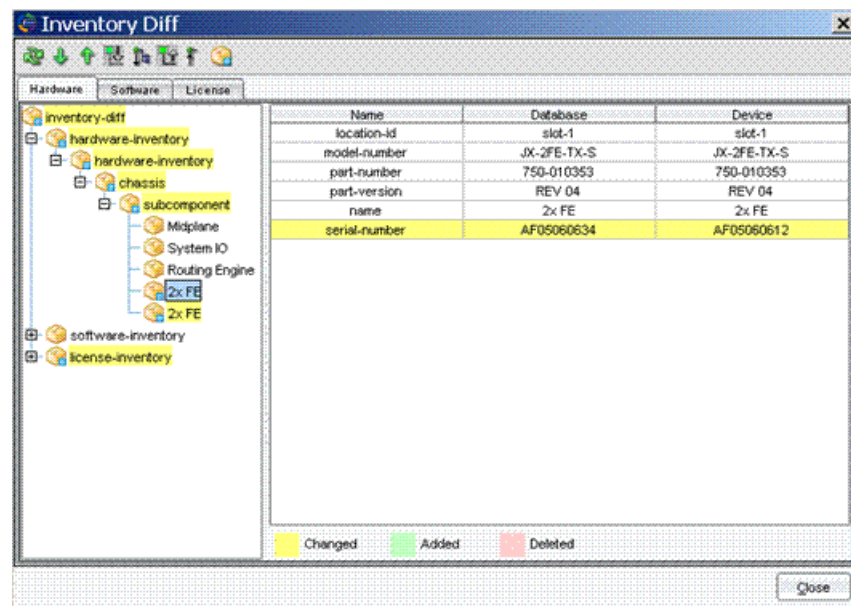 Inventory Diff
Hardware Software License
inventory-diff
hardware-inventory
hardware-inventory
chassis
subcomponent
Midplane
System IO
Routing Engine
2x FE
2x FE
software-inventory
license-inventory
Name Database Device
location-id slot-1 slot-1
model-number JX-2FE-TX-S JX-2FE-TX-S
part-number 750-010353 750-010353
part-version REV 04 REV 04
name 2x FE 2x FE
serial-number AF05060634 AF05060612
Changed Added Deleted
Close